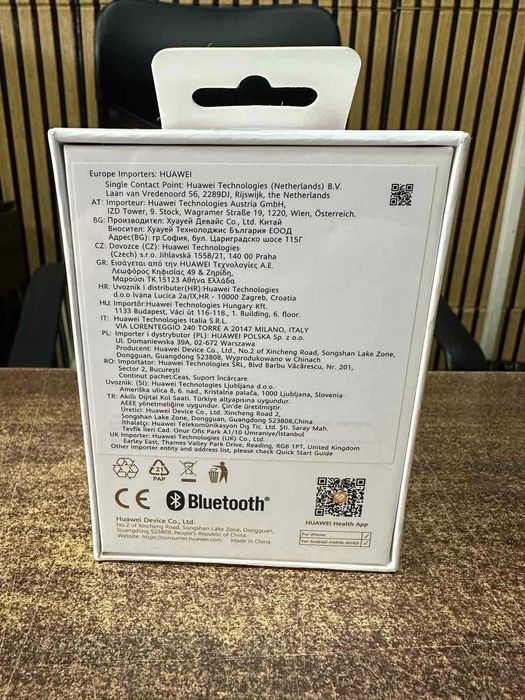 Europe Importers: HUAWEI
Single Contact Point: Huawei Technologies (Netherlands) B.V.
Laan van Vredenoord 56, 2289DJ, Rijswijk, the Netherlands
AT: Importeur: Huawei Technologies Austria GmbH,
IZD Tower, 9. Stock, Wagramer Straße 19, 1220, Wien, Österreich.
BG: Производител: Хуауей Девайс Со., Ltd. Китай
Вносител: Хуауей Технолоджис България ЕООД
Адрес(BG): гр.София, бул. Цариградско шосе 115Г
CZ: Dovozce (CZ): Huawei Technologies
(Czech) s.r.o. Jihlavská 1558/21, 140 00 Praha
GR: Εισάγεται από την HUAWEI Τεχνολογίες Α.Ε.
Λεωφόρος Κηφισίας 49 & Ζηρίδη,
Μαρούσι ΤΚ.15123 Αθήνα Ελλάδα
HR: Uvoznik i distributer(HR):Huawei Technologies
d.o.o Ivana Lucica 2a/IX,HR - 10000 Zagreb, Croatia
HU: Importőr:Huawei Technologies Hungary Kft.
1133 Budapest, Váci út 116-118., 1. Building, 6. floor.
IT: Huawei Technologies Italia S.R.L.
VIA LORENTEGGIO 240 TORRE A 20147 MILANO, ITALY
PL: Importer i dystrybutor (PL): HUAWEI POLSKA Sp. z o.o.
UL. Domaniewska 39A, 02-672 Warszawa
Producent: Huawei Device Co., Ltd., No.2 of Xincheng Road, Songshan Lake Zone,
Dongguan, Guangdong 523808, Wyprodukowano w Chinach
RO: Importator: Huawei Technologies SRL, Blvd Barbu Văcărescu, Nr. 201,
Sector 2, Bucuresti
Continut pachet:Ceas, Suport Incărcare
Uvoznik: (SI): Huawei Technologies Ljubljana d.o.o.
Ameriška ulica 8, 6. nad., Kristalna palača, 1000 Ljubljana, Slovenia
TR: Akıllı Dijital Kol Saati. Türkiye altyapısına uygundur.
AEEE yönetmeliğine uygundur. Çin'de üretilmiştir.
Üretici: Huawei Device Co., Ltd. Xincheng Road 2,
Songshan Lake Zone, Dongguan, Guangdong 523808, ÇİN
İthalatçı: Huawei Telekomünikasyon Dış Tic. Ltd. Şti. Saray Mah.
Tevfik İleri Cad. Onur Ofis Park A1/10 Ümraniye/İstanbul
UK Importer: Huawei Technologies (UK) Co., Ltd.
Legacy East, Thames Valley Park Drive, Reading, RG6 1PT, United Kingdom
Other importer entity and address list, please check Quick Start Guide
21
PAP
CE Bluetooth®
Huawei Device Co., Ltd.
No.2 of Xincheng Road, Songshan Lake Zone, Dongguan,
Guangdong 523808,People's Republic of China
Website: https://consumer.huawei.com Made in China
HUAWEI Health App
For iPhone ✓
For Android mobile device ✓